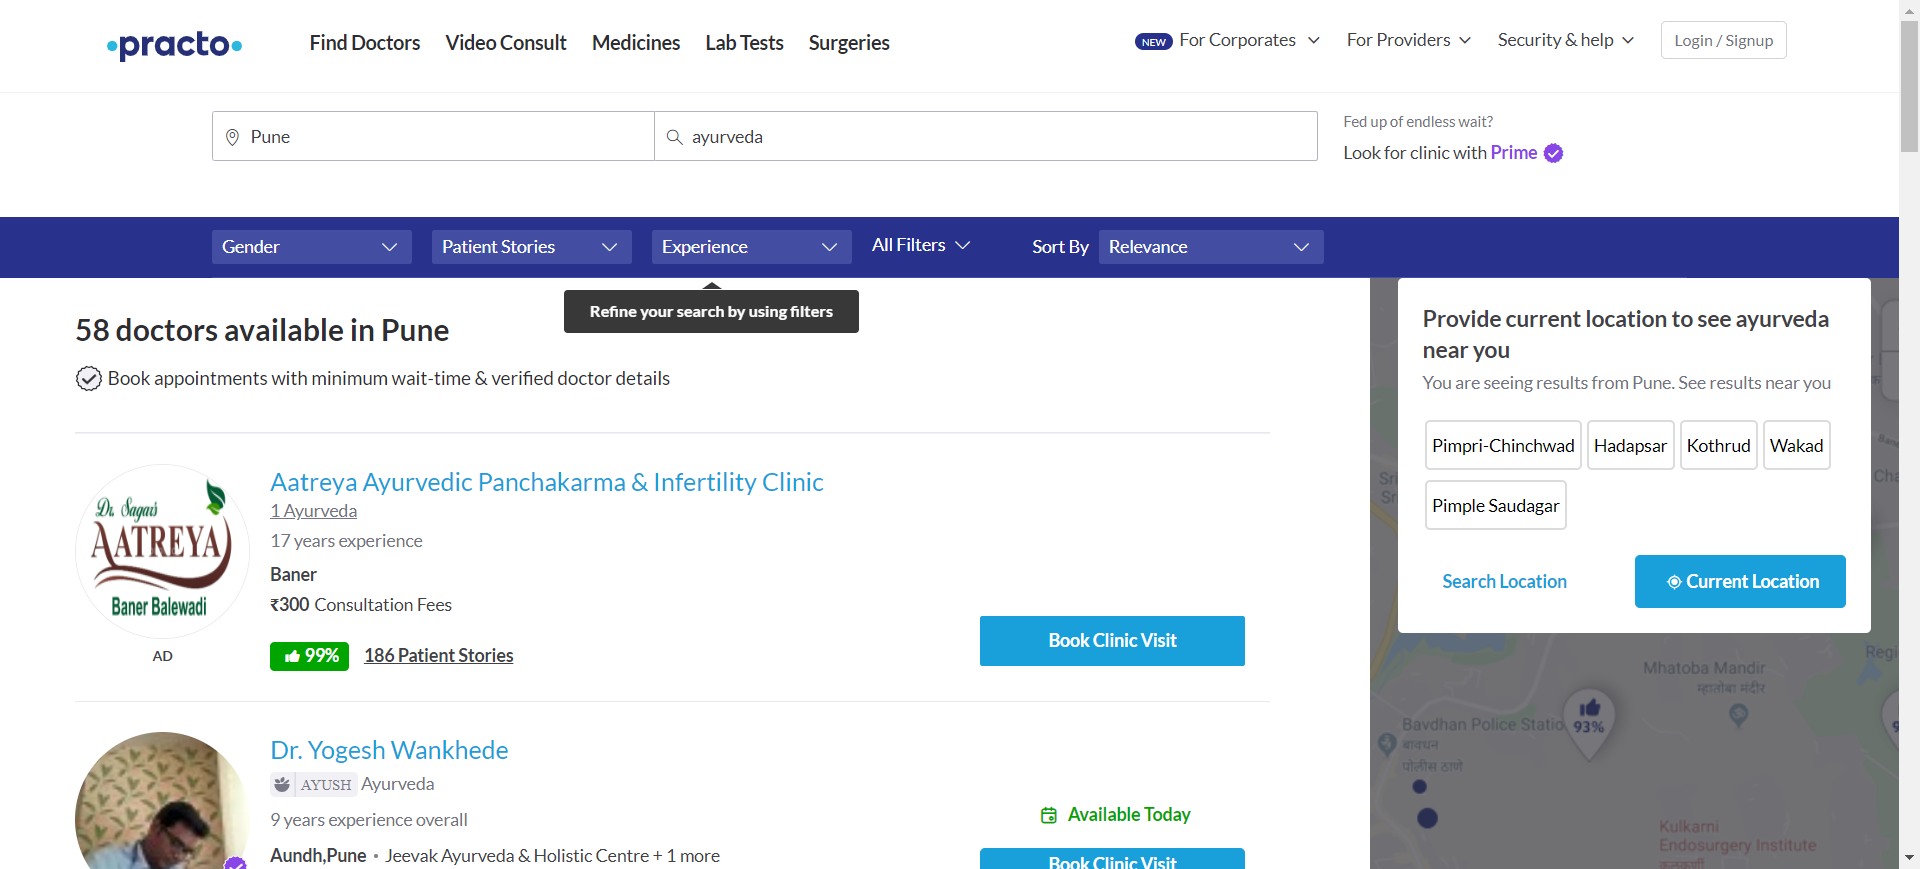 practo
Find Doctors
Video Consult
Medicines
Lab Tests
Surgeries
NEW For Corporates
For Providers
Security & help
Login / Signup
Pune
ayurveda
Fed up of endless wait?
Look for clinic with Prime
Gender
Patient Stories
Experience
All Filters
Sort By
Relevance
Refine your search by using filters
58 doctors available in Pune
Book appointments with minimum wait-time & verified doctor details
Dr. Sagar's
AATREYA
Baner Balewadi
AD
Aatreya Ayurvedic Panchakarma & Infertility Clinic
1 Ayurveda
17 years experience
Baner
₹300 Consultation Fees
99%
186 Patient Stories
Book Clinic Visit
Dr. Yogesh Wankhede
AYUSH Ayurveda
9 years experience overall
Aundh,Pune • Jeevak Ayurveda & Holistic Centre + 1 more
Available Today
Book Clinic Visit
Provide current location to see ayurveda
near you
You are seeing results from Pune. See results near you
Pimpri-Chinchwad
Hadapsar
Kothrud
Wakad
Pimple Saudagar
Search Location
Current Location
Mhatoba Mandir
म्हातोबा मंदीर
93%
Bavdhan Police Statio
बावधन
पोलीस ठाणे
Kulkarni
Endosurgery Institute